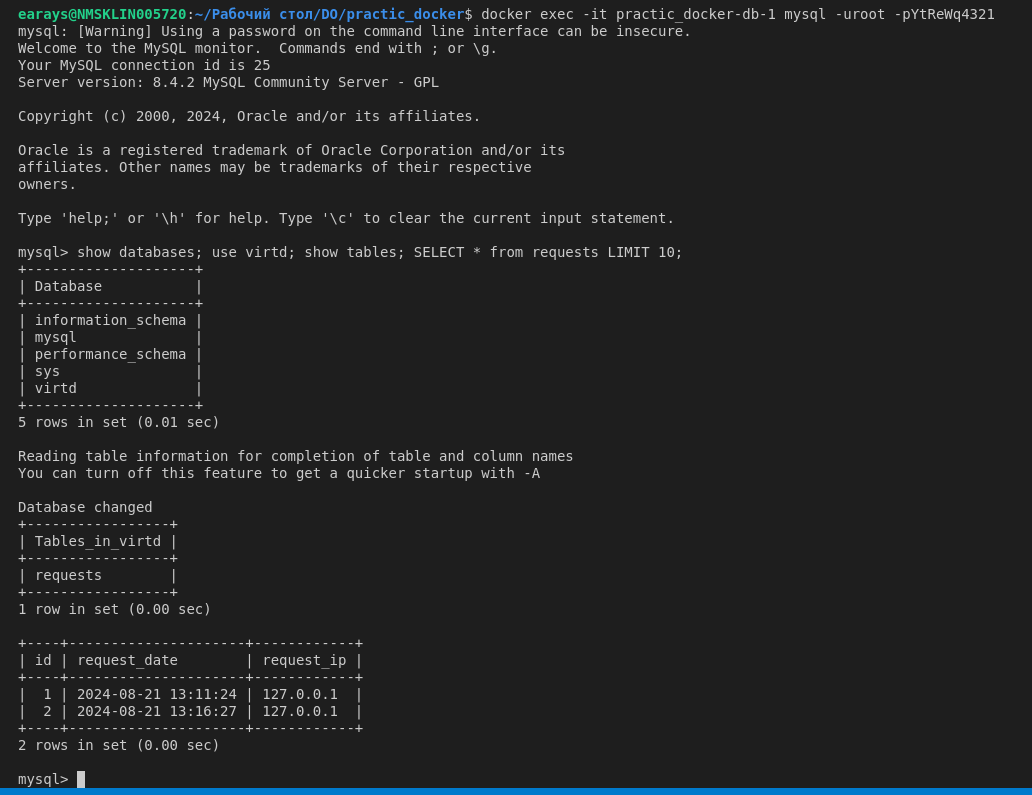 earays@NMSKLIN005720:~/Рабочий стол/DO/practic_docker$ docker exec -it practic_docker-db-1 mysql -uroot -pYtReWq4321
mysql: [Warning] Using a password on the command line interface can be insecure.
Welcome to the MySQL monitor.  Commands end with ; or \g.
Your MySQL connection id is 25
Server version: 8.4.2 MySQL Community Server - GPL

Copyright (c) 2000, 2024, Oracle and/or its affiliates.

Oracle is a registered trademark of Oracle Corporation and/or its
affiliates. Other names may be trademarks of their respective
owners.

Type 'help;' or '\h' for help. Type '\c' to clear the current input statement.

mysql> show databases; use virtd; show tables; SELECT * from requests LIMIT 10;
+--------------------+
| Database           |
+--------------------+
| information_schema |
| mysql              |
| performance_schema |
| sys                |
| virtd              |
+--------------------+
5 rows in set (0.01 sec)

Reading table information for completion of table and column names
You can turn off this feature to get a quicker startup with -A

Database changed
+-----------------+
| Tables_in_virtd |
+-----------------+
| requests        |
+-----------------+
1 row in set (0.00 sec)

+----+---------------------+------------+
| id | request_date        | request_ip |
+----+---------------------+------------+
|  1 | 2024-08-21 13:11:24 | 127.0.0.1  |
|  2 | 2024-08-21 13:16:27 | 127.0.0.1  |
+----+---------------------+------------+
2 rows in set (0.00 sec)

mysql>